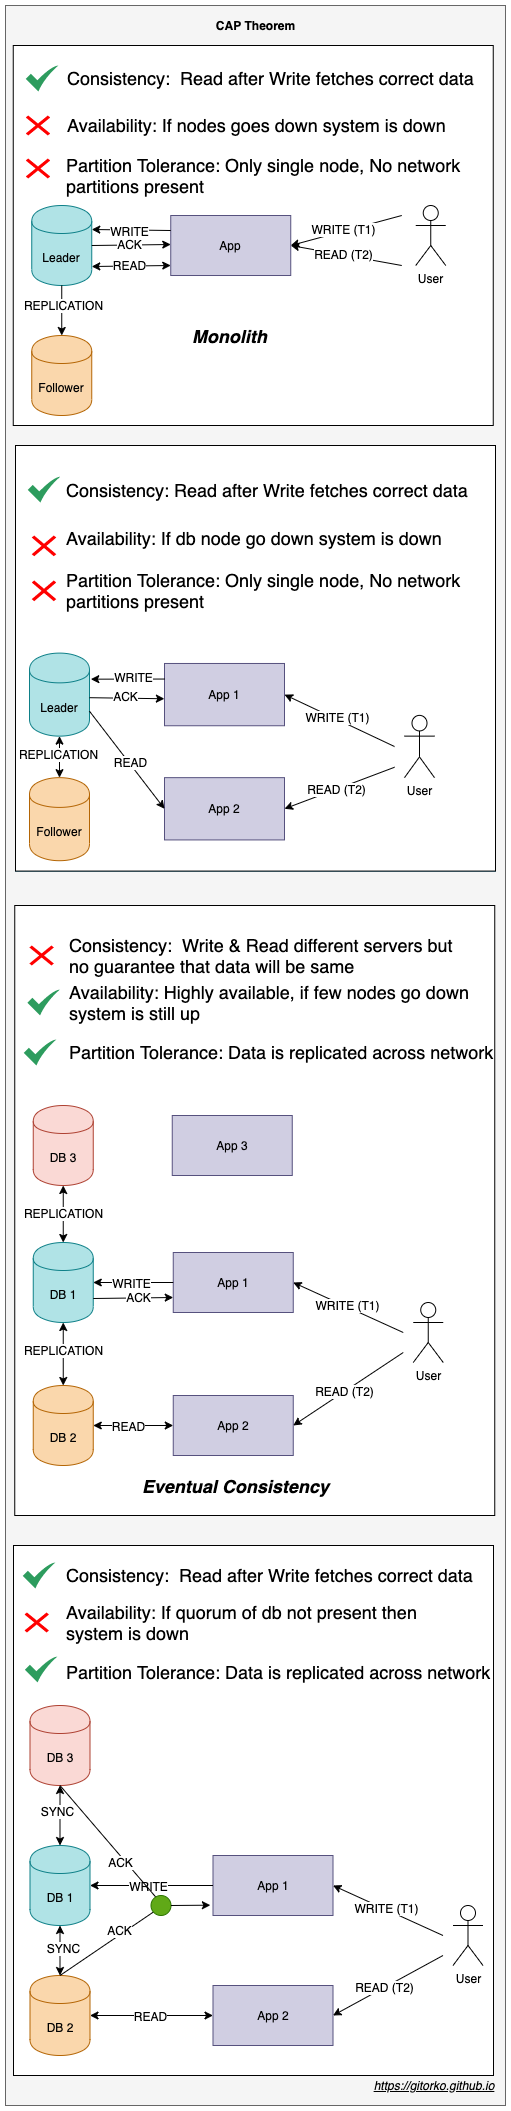 CAP Theorem
Consistency:  Read after Write fetches correct data
Availability: If nodes goes down system is down
Partition Tolerance: Only single node, No network
partitions present
WRITE
ACK
READ
Leader
App
WRITE (T1)
READ (T2)
User
REPLICATION
Monolith
Follower
Consistency: Read after Write fetches correct data
Availability: If db node go down system is down
Partition Tolerance: Only single node, No network
partitions present
WRITE
ACK
Leader
App 1
WRITE (T1)
REPLICATION
READ
READ (T2)
User
Follower
App 2
Consistency:  Write & Read different servers but
no guarantee that data will be same
Availability: Highly available, if few nodes go down
system is still up
Partition Tolerance: Data is replicated across network
DB 3
App 3
REPLICATION
WRITE
ACK
DB 1
App 1
WRITE (T1)
REPLICATION
User
READ (T2)
DB 2
READ
App 2
Eventual Consistency
Consistency:  Read after Write fetches correct data
Availability: If quorum of db not present then
system is down
Partition Tolerance: Data is replicated across network
DB 3
SYNC
ACK
WRITE
DB 1
App 1
WRITE (T1)
ACK
SYNC
User
READ (T2)
DB 2
READ
App 2
https://gitorko.github.io